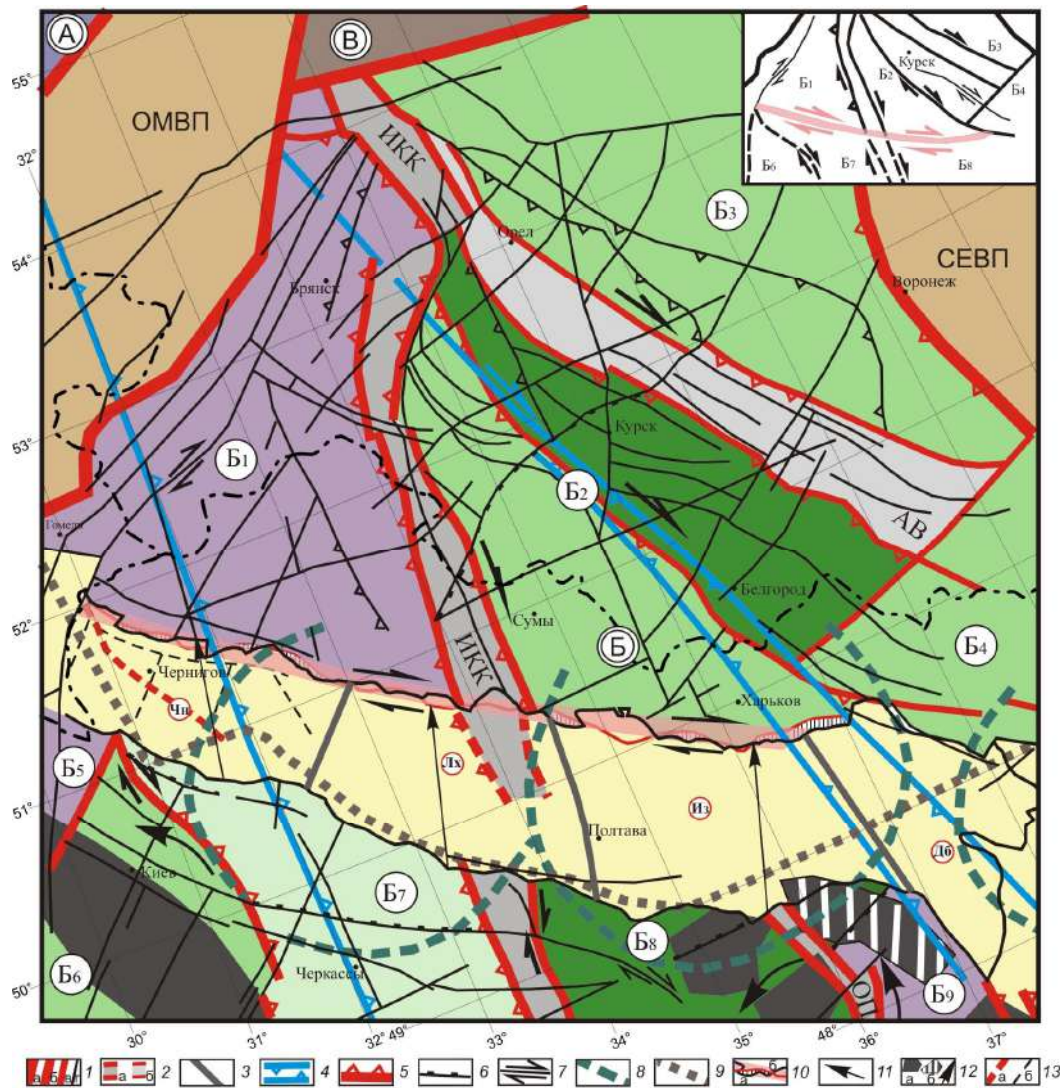 А
В
ОМВП
ИКК
Б3
СЕВП
Орел
Воронеж
Брянск
Курск
Б1
Б2
АВ
Гомель
Белгород
Сумы
Б
Б4
ИКК
Чернигов
Чн
Харьков
Лх
Из
Дб
Б5
Полтава
Киев
Б7
Б8
Черкассы
Б6
ОП
Б9
Б1
Б2
Курск
Б3
Б4
Б6
Б7
Б8
55°
32°
54°
53°
52°
51°
50°
30°
31°
32°
49°
33°
34°
35°
48°
36°
37°
а б в г 1
а б 2
3
4
5
6
7
8
9
а б 10
11
а б 12
а б 13